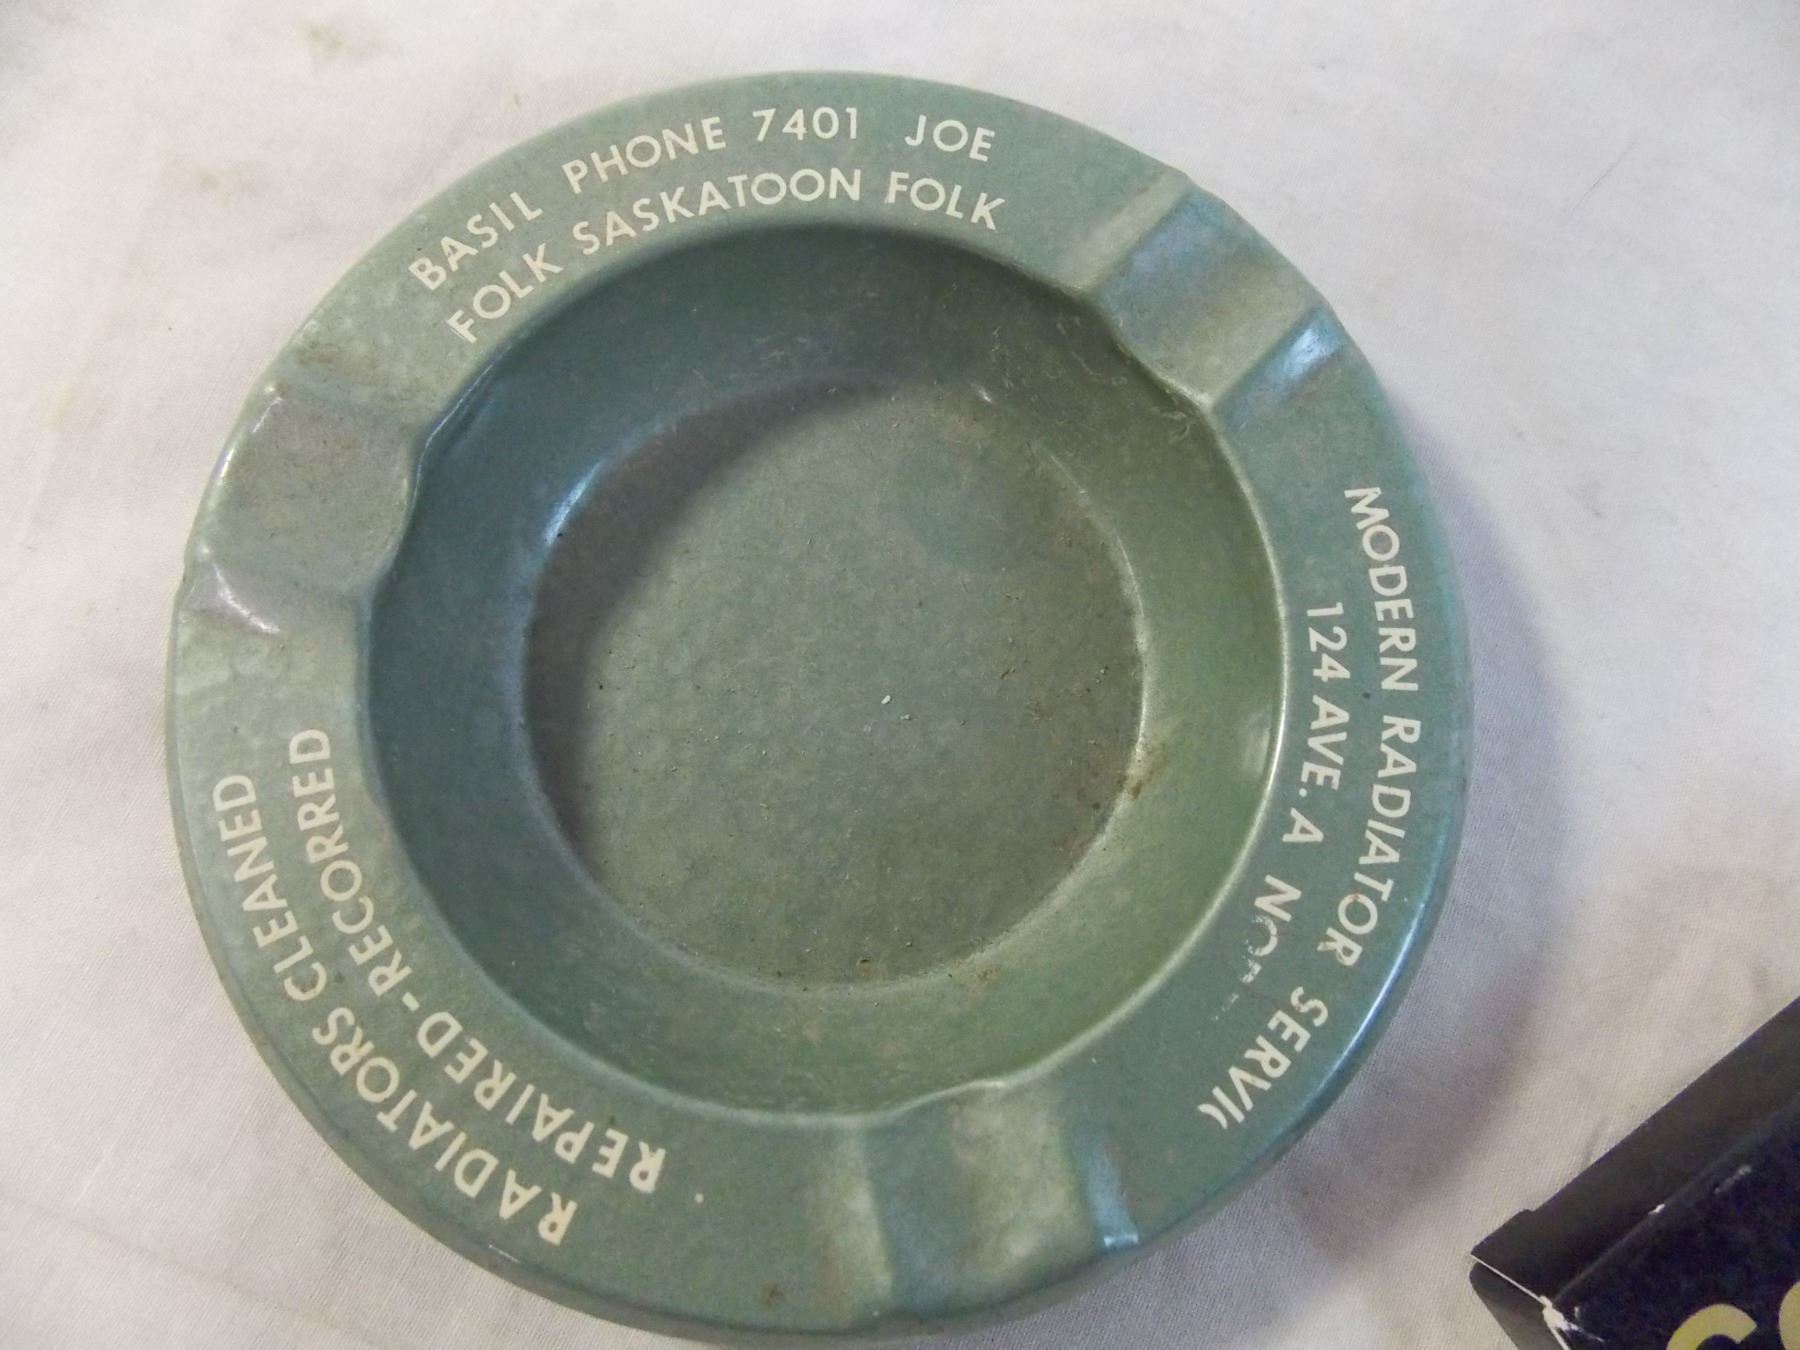 BASIL PHONE 7401 JOE
FOLK SASKATOON FOLK
MODERN RADIATOR
124 AVE. A
RADIATORS CLEANED
REPAIRED-RECORRED